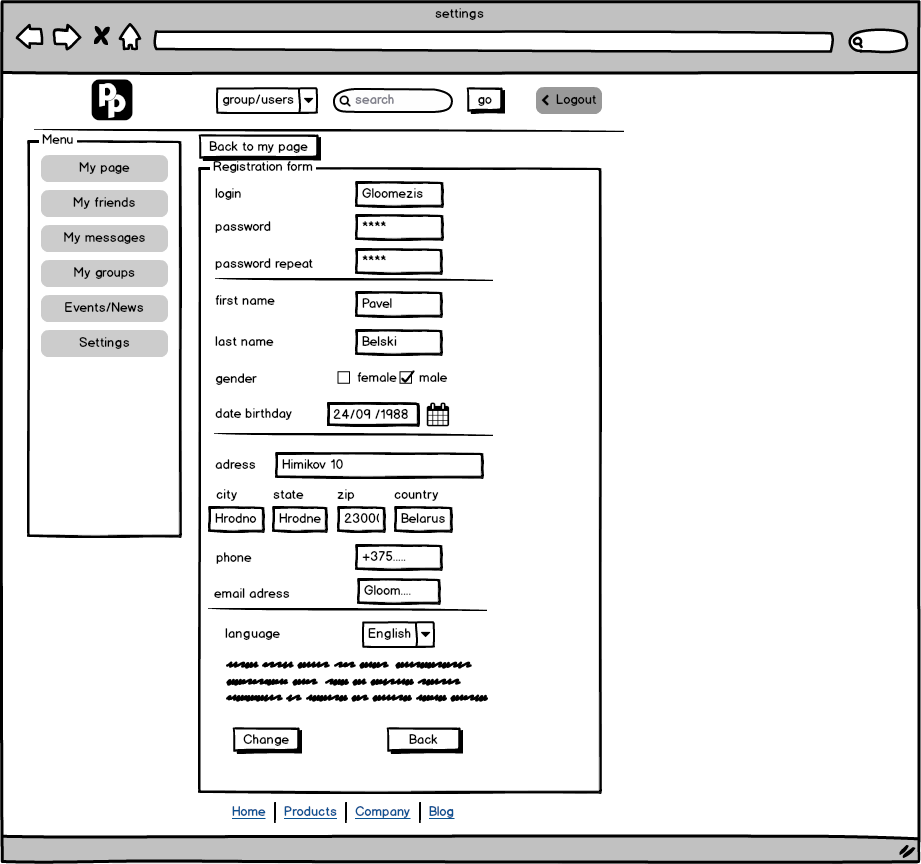 settings
Pp
group/users search go Logout
Menu
My page
My friends
My messages
My groups
Events/News
Settings
Back to my page
Registration form
login Gloomezis
password ****
password repeat ****
first name Pavel
last name Belski
gender female male
date birthday 24/09 /1988
adress Himikov 10
city state zip country
Hrodno Hrodne 2300( Belarus
phone +375.....
email adress Gloom....
language English
Change Back
Home Products Company Blog